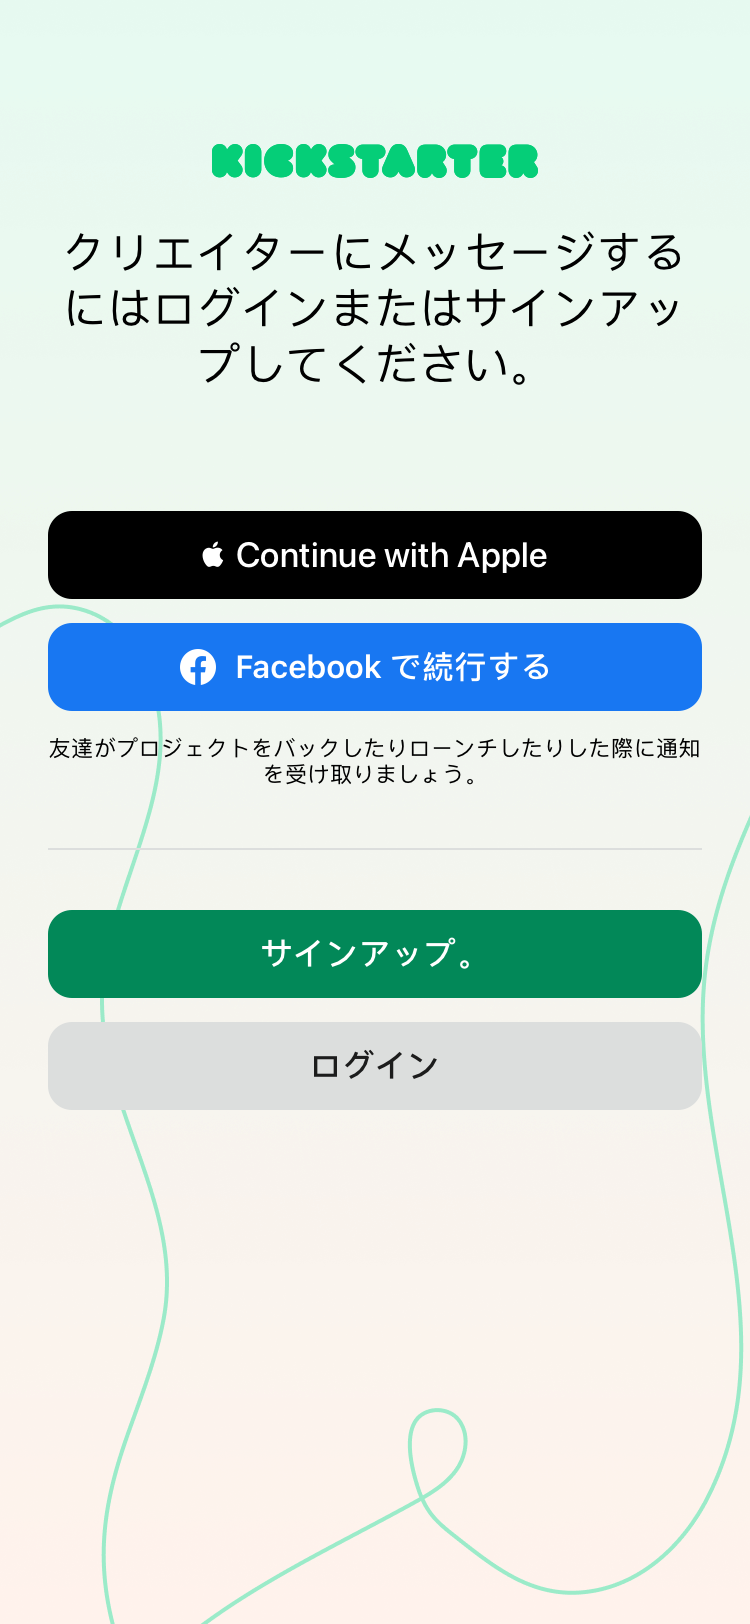 KICKSTARTER
クリエイターにメッセージする
にはログインまたはサインアッ
プしてください。
Continue with Apple
Facebook で続行する
友達がプロジェクトをバックしたりローンチしたりした際に通知
を受け取りましょう。
サインアップ。
ログイン